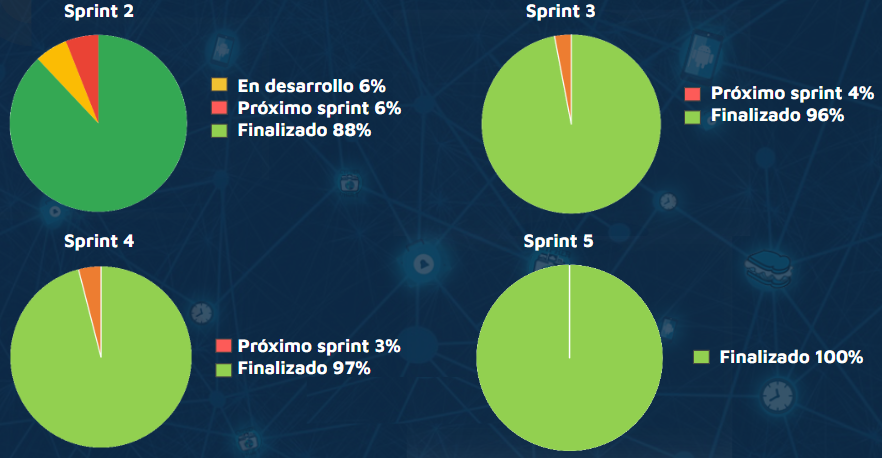 Sprint 2
En desarrollo 6%
Próximo sprint 6%
Finalizado 88%
Sprint 3
Próximo sprint 4%
Finalizado 96%
Sprint 4
Próximo sprint 3%
Finalizado 97%
Sprint 5
Finalizado 100%